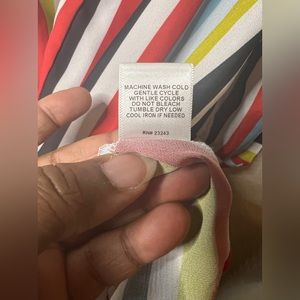 MACHINE WASH COLD
GENTLE CYCLE
WITH LIKE COLORS
DO NOT BLEACH
TUMBLE DRY LOW
COOL IRON IF NEEDED
RN# 23243